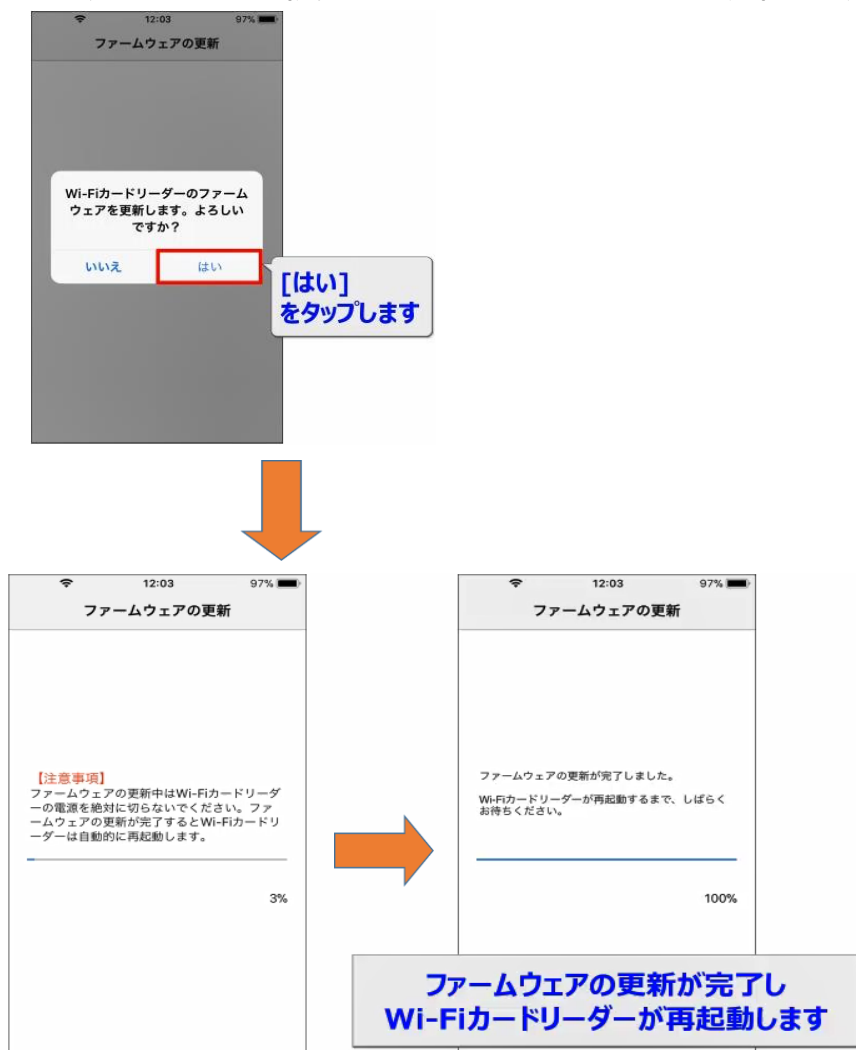 12:03
97%
ファームウェアの更新
Wi-Fiカードリーダーのファーム
ウェアを更新します。よろしい
ですか？
いいえ
はい
[はい]
をタップします
12:03
97%
ファームウェアの更新
【注意事項】
ファームウェアの更新中はWi-Fiカードリーダ
ーの電源を絶対に切らないでください。ファ
ームウェアの更新が完了するとWi-Fiカードリ
ーダーは自動的に再起動します。
3%
12:03
97%
ファームウェアの更新
ファームウェアの更新が完了しました。
Wi-Fiカードリーダーが再起動するまで、しばらく
お待ちください。
100%
ファームウェアの更新が完了し
Wi-Fiカードリーダーが再起動します